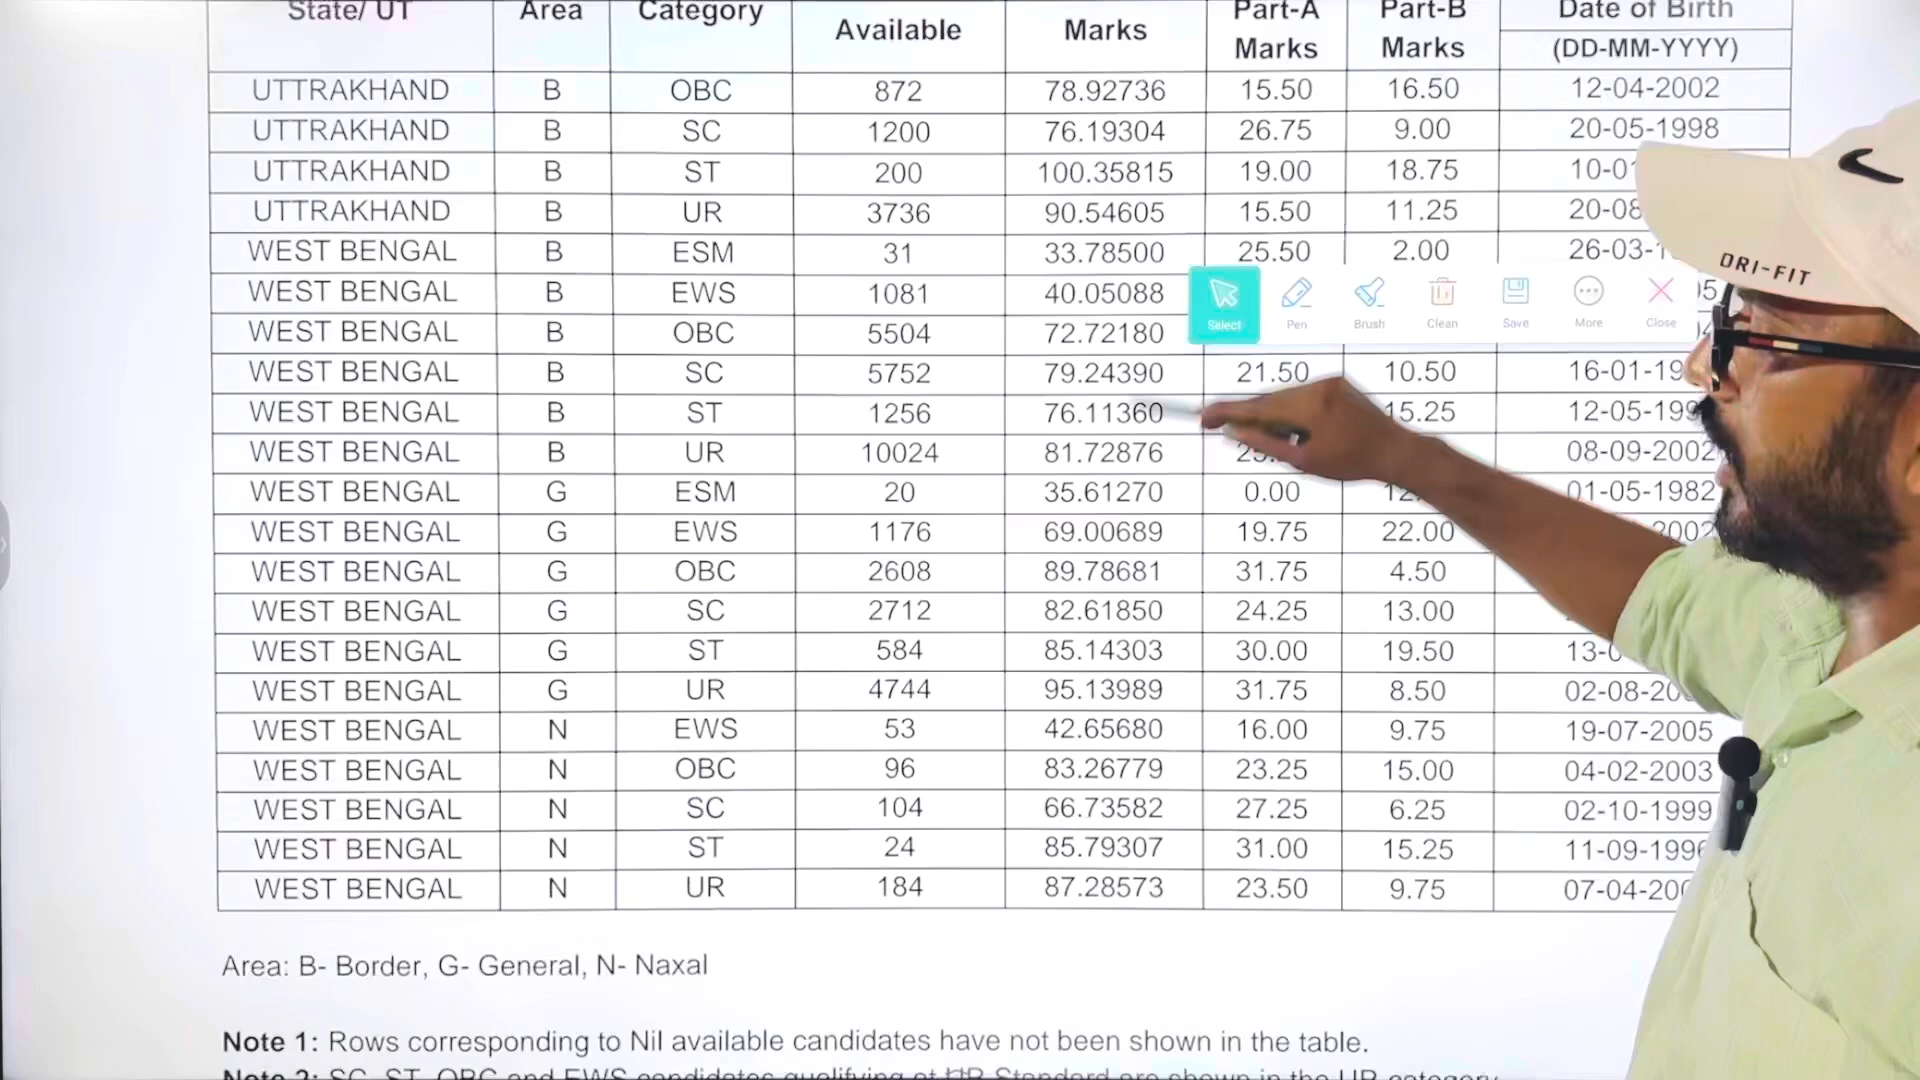 State/ UT Area Category Available Marks Part-A Marks Part-B Marks Date of Birth (DD-MM-YYYY)
UTTRAKHAND B OBC 872 78.92736 15.50 16.50 12-04-2002
UTTRAKHAND B SC 1200 76.19304 26.75 9.00 20-05-1998
UTTRAKHAND B ST 200 100.35815 19.00 18.75 10-01
UTTRAKHAND B UR 3736 90.54605 15.50 11.25 20-08
WEST BENGAL B ESM 31 33.78500 25.50 2.00 26-03-
WEST BENGAL B EWS 1081 40.05088
WEST BENGAL B OBC 5504 72.72180
Select Pen Brush Clean Save More Close
WEST BENGAL B SC 5752 79.24390 21.50 10.50 16-01-19
WEST BENGAL B ST 1256 76.11360 15.25 12-05-199
WEST BENGAL B UR 10024 81.72876 08-09-2002
WEST BENGAL G ESM 20 35.61270 0.00 01-05-1982
WEST BENGAL G EWS 1176 69.00689 19.75 22.00 2002
WEST BENGAL G OBC 2608 89.78681 31.75 4.50
WEST BENGAL G SC 2712 82.61850 24.25 13.00
WEST BENGAL G ST 584 85.14303 30.00 19.50 13-0
WEST BENGAL G UR 4744 95.13989 31.75 8.50 02-08-20
WEST BENGAL N EWS 53 42.65680 16.00 9.75 19-07-2005
WEST BENGAL N OBC 96 83.26779 23.25 15.00 04-02-2003
WEST BENGAL N SC 104 66.73582 27.25 6.25 02-10-1999
WEST BENGAL N ST 24 85.79307 31.00 15.25 11-09-1996
WEST BENGAL N UR 184 87.28573 23.50 9.75 07-04-200
Area: B- Border, G- General, N- Naxal
Note 1: Rows corresponding to Nil available candidates have not been shown in the table.
Note 2: SC, ST, OBC and EWS candidates qualifying at UR Standard are shown in the UR category
DRI-FIT